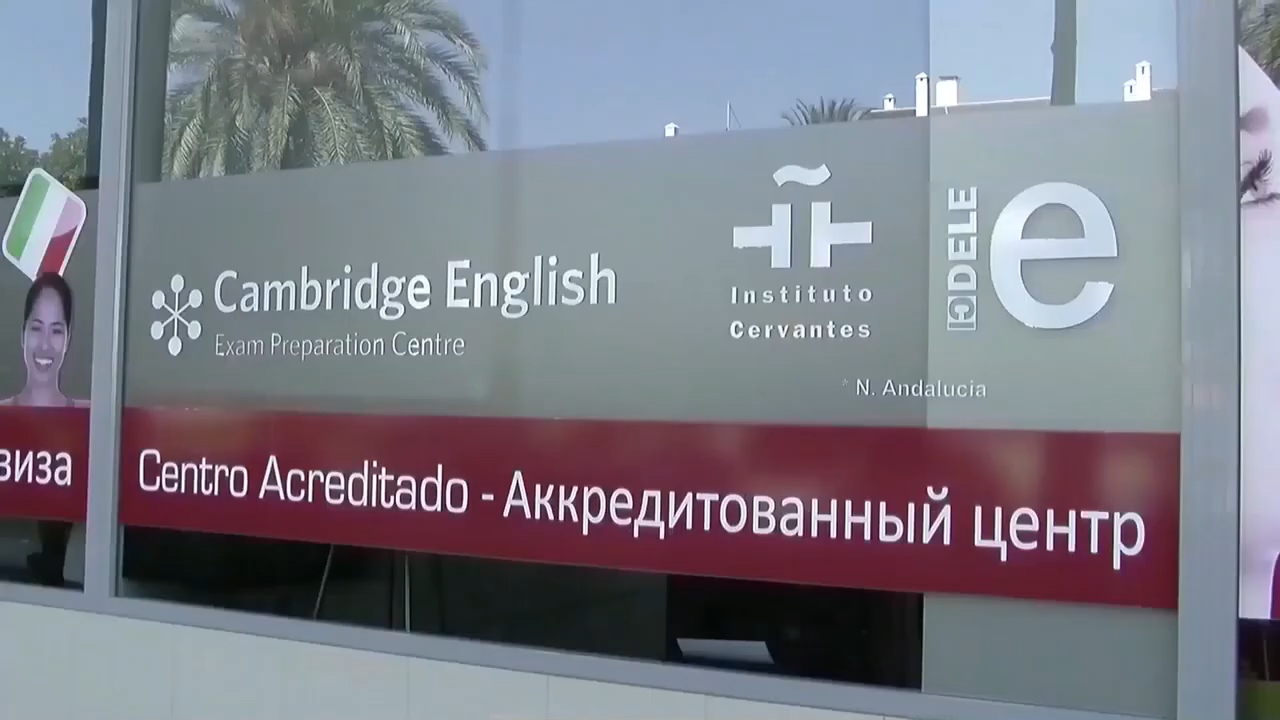 Cambridge English
Exam Preparation Centre
Instituto
Cervantes
DELE
e
* N. Andalucia
виза
Centro Acreditado - Аккредитованный центр